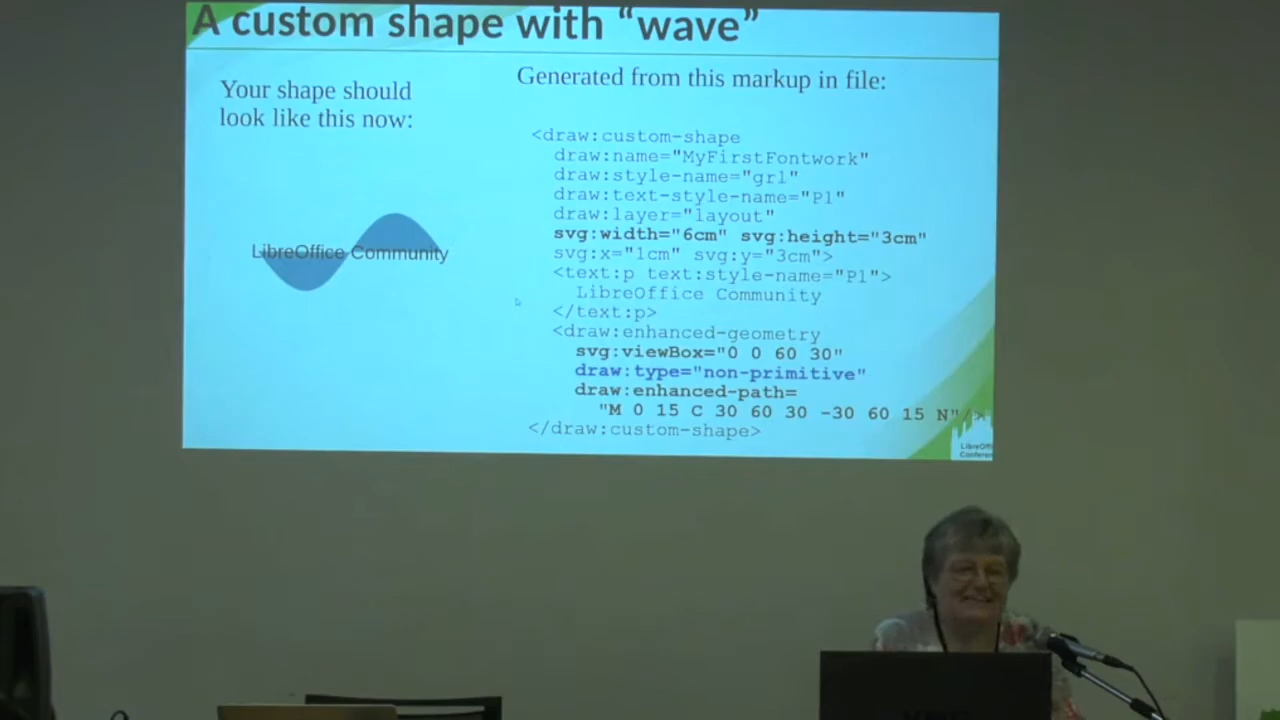 A custom shape with “wave”
Your shape should
look like this now:
LibreOffice Community
Generated from this markup in file:
<draw:custom-shape
draw:name="MyFirstFontwork"
draw:style-name="gr1"
draw:text-style-name="P1"
draw:layer="layout"
svg:width="6cm" svg:height="3cm"
svg:x="1cm" svg:y="3cm">
<text:p text:style-name="P1">
LibreOffice Community
</text:p>
<draw:enhanced-geometry
svg:viewBox="0 0 60 30"
draw:type="non-primitive"
draw:enhanced-path=
"M 0 15 C 30 60 30 -30 60 15 N"/>
</draw:custom-shape>